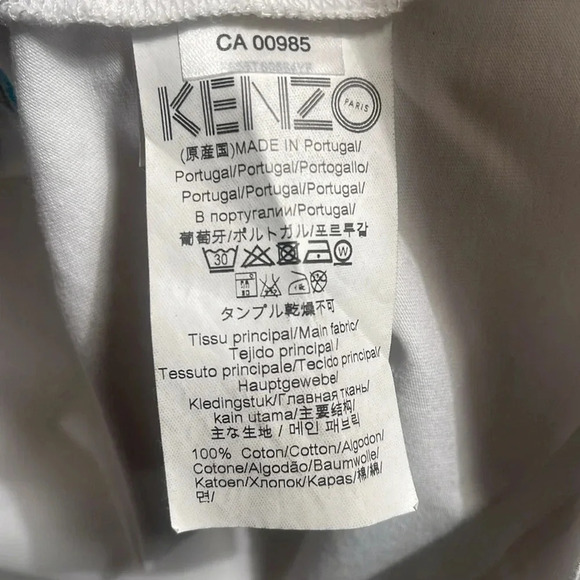 CA 00985
KENZO
PARIS
(原産国)MADE IN Portugal/
Portugal/Portugal/Portogallo/
Portugal/Portugal/Portugal/
В португалии/Portugal/
葡萄牙/ポルトガル/포르투갈
30 W
タンブル乾燥不可
Tissu principal/Main fabric/
Tejido principal/
Tessuto principale/Tecido principal/
Hauptgewebe/
Kledingstuk/Главная ткань/
kain utama/主要结构/
主な生地/메인 패브릭
100% Coton/Cotton/Algodon/
Cotone/Algodão/Baumwolle/
Katoen/Хлопок/Kapas/棉/綿/
면/